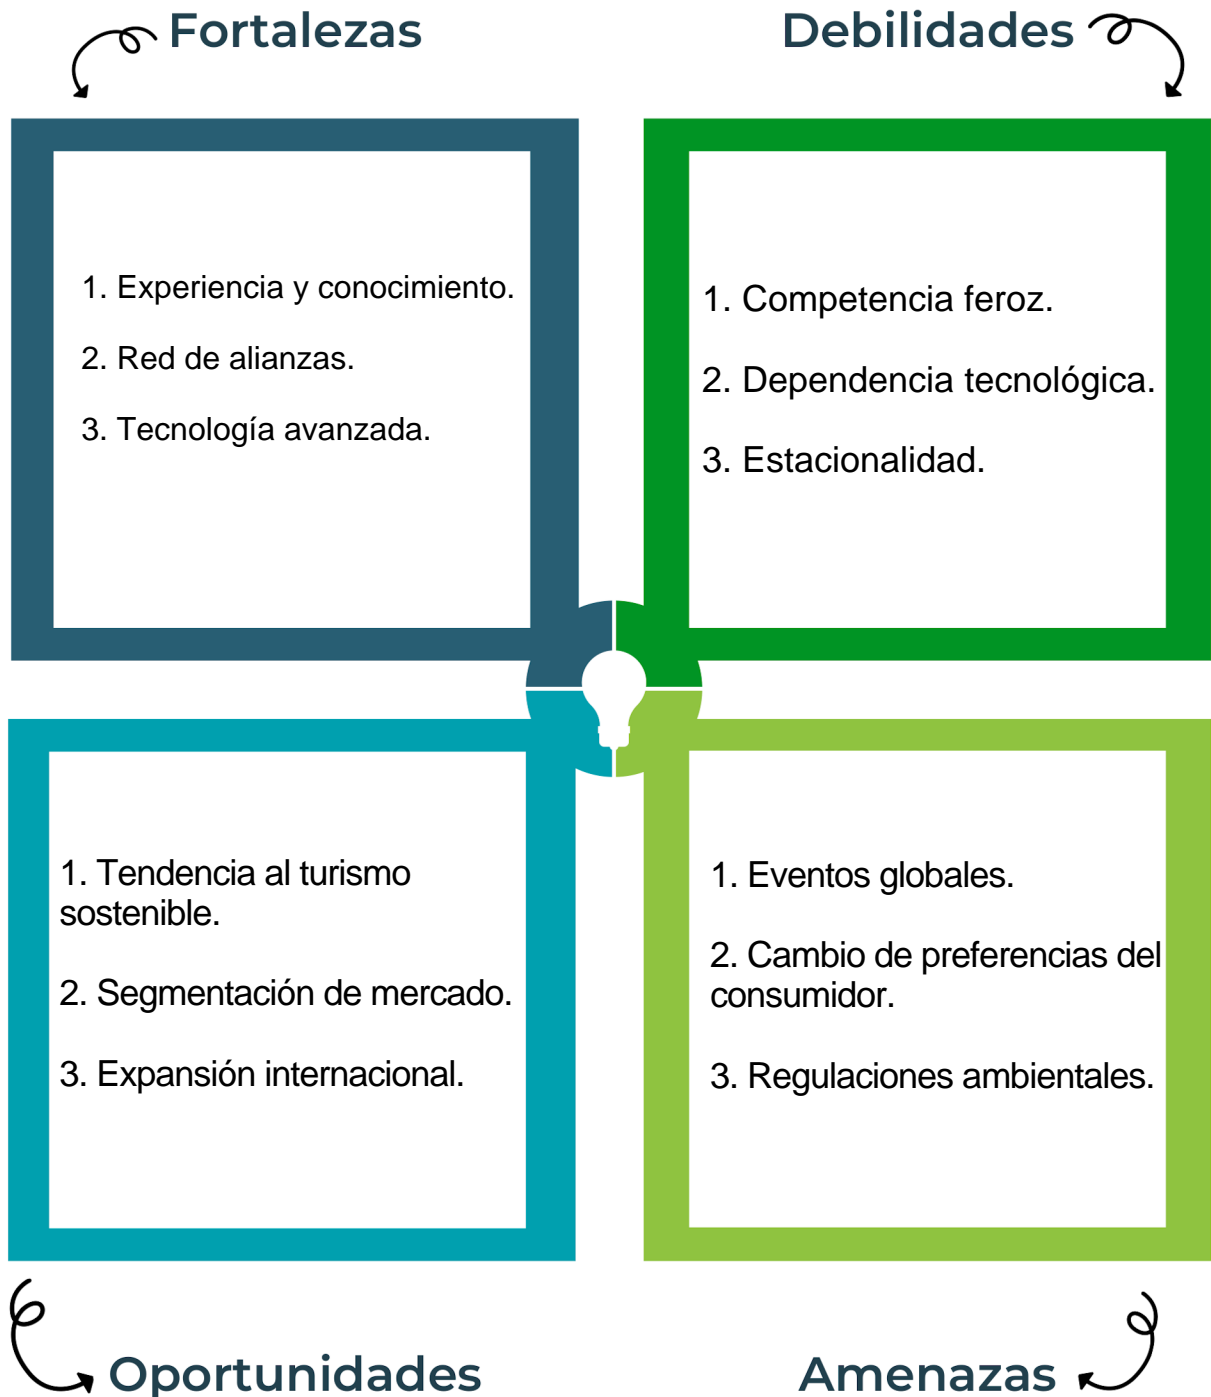 Fortalezas
1. Experiencia y conocimiento.
2. Red de alianzas.
3. Tecnología avanzada.
Debilidades
1. Competencia feroz.
2. Dependencia tecnológica.
3. Estacionalidad.
1. Tendencia al turismo
sostenible.
2. Segmentación de mercado.
3. Expansión internacional.
Oportunidades
1. Eventos globales.
2. Cambio de preferencias del
consumidor.
3. Regulaciones ambientales.
Amenazas